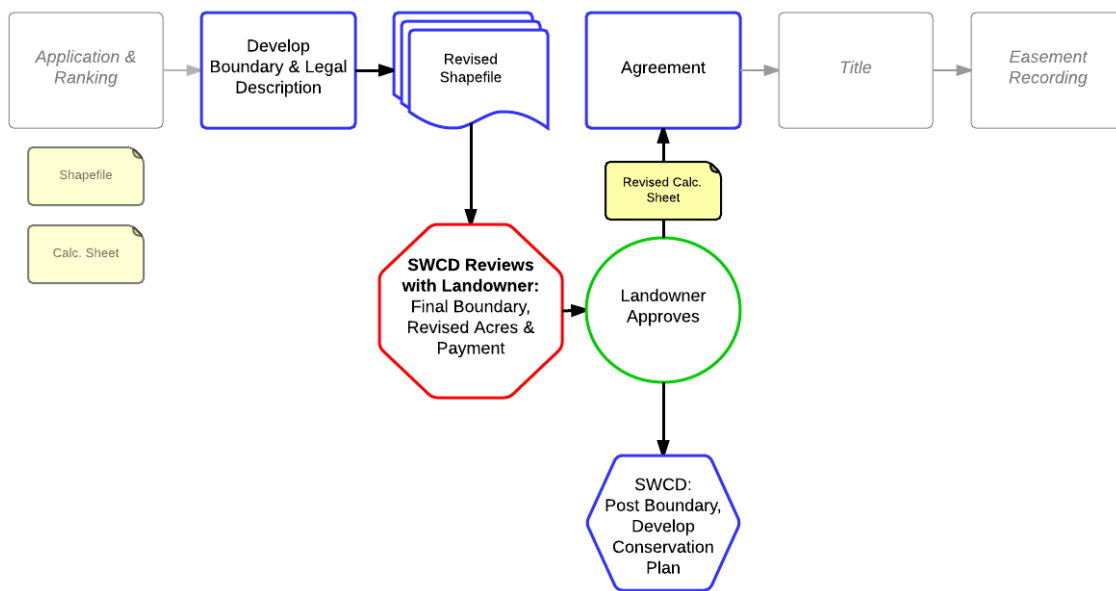 Application &
Ranking
Develop
Boundary & Legal
Description
Revised
Shapefile
Agreement
Title
Easement
Recording
Shapefile
Calc. Sheet
Revised Calc.
Sheet
SWCD Reviews
with Landowner:
Final Boundary,
Revised Acres &
Payment
Landowner
Approves
SWCD:
Post Boundary,
Develop
Conservation
Plan